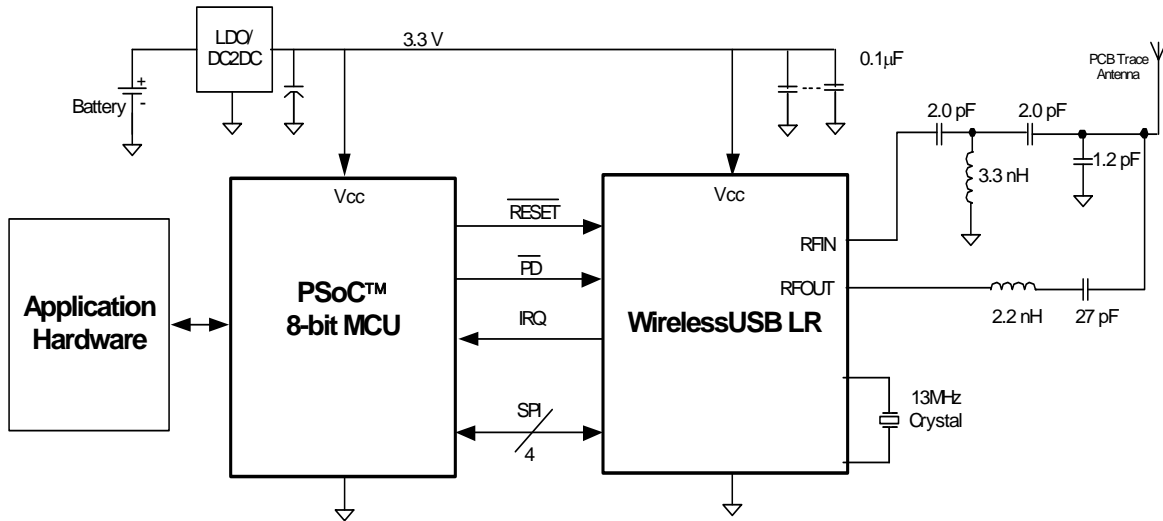 LDO/
DC2DC
3.3 V
0.1µF
PCB Trace
Antenna
+
-
Battery
2.0 pF
2.0 pF
1.2 pF
3.3 nH
Vcc
Vcc
RESET
RFIN
PD
RFOUT
Application
Hardware
PSoC™
8-bit MCU
IRQ
WirelessUSB LR
2.2 nH
27 pF
SPI
4
13MHz
Crystal